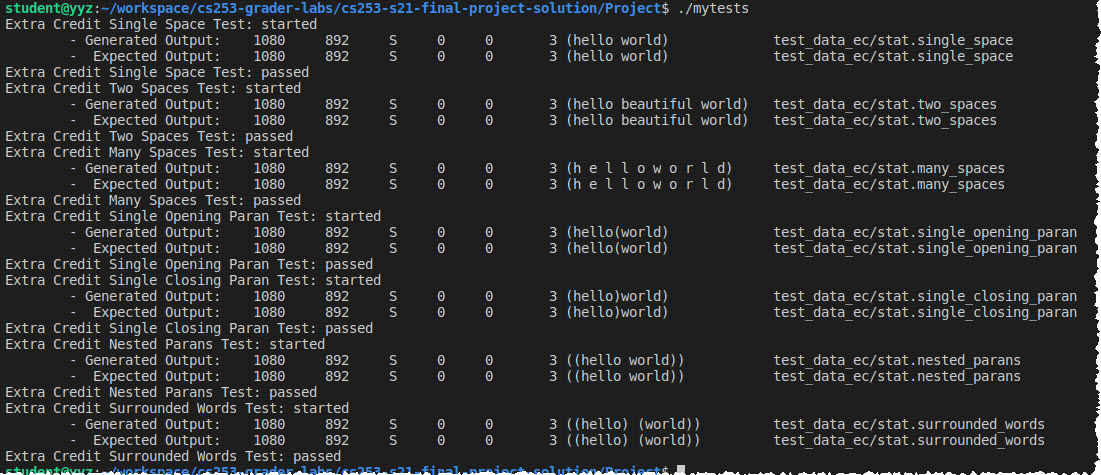 student@yyz:~/workspace/cs253-grader-labs/cs253-s21-final-project-solution/Project$ ./mytests
Extra Credit Single Space Test: started
        - Generated Output:    1080     892     S     0     0       3 (hello world)             test_data_ec/stat.single_space
        -  Expected Output:    1080     892     S     0     0       3 (hello world)             test_data_ec/stat.single_space
Extra Credit Single Space Test: passed
Extra Credit Two Spaces Test: started
        - Generated Output:    1080     892     S     0     0       3 (hello beautiful world)   test_data_ec/stat.two_spaces
        -  Expected Output:    1080     892     S     0     0       3 (hello beautiful world)   test_data_ec/stat.two_spaces
Extra Credit Two Spaces Test: passed
Extra Credit Many Spaces Test: started
        - Generated Output:    1080     892     S     0     0       3 (h e l l o w o r l d)     test_data_ec/stat.many_spaces
        -  Expected Output:    1080     892     S     0     0       3 (h e l l o w o r l d)     test_data_ec/stat.many_spaces
Extra Credit Many Spaces Test: passed
Extra Credit Single Opening Paran Test: started
        - Generated Output:    1080     892     S     0     0       3 (hello(world)             test_data_ec/stat.single_opening_paran
        -  Expected Output:    1080     892     S     0     0       3 (hello(world)             test_data_ec/stat.single_opening_paran
Extra Credit Single Opening Paran Test: passed
Extra Credit Single Closing Paran Test: started
        - Generated Output:    1080     892     S     0     0       3 (hello)world)             test_data_ec/stat.single_closing_paran
        -  Expected Output:    1080     892     S     0     0       3 (hello)world)             test_data_ec/stat.single_closing_paran
Extra Credit Single Closing Paran Test: passed
Extra Credit Nested Parans Test: started
        - Generated Output:    1080     892     S     0     0       3 ((hello world))           test_data_ec/stat.nested_parans
        -  Expected Output:    1080     892     S     0     0       3 ((hello world))           test_data_ec/stat.nested_parans
Extra Credit Nested Parans Test: passed
Extra Credit Surrounded Words Test: started
        - Generated Output:    1080     892     S     0     0       3 ((hello) (world))         test_data_ec/stat.surrounded_words
        -  Expected Output:    1080     892     S     0     0       3 ((hello) (world))         test_data_ec/stat.surrounded_words
Extra Credit Surrounded Words Test: passed
student@yyz:~/workspace/cs253-grader-labs/cs253-s21-final-project-solution/Project$